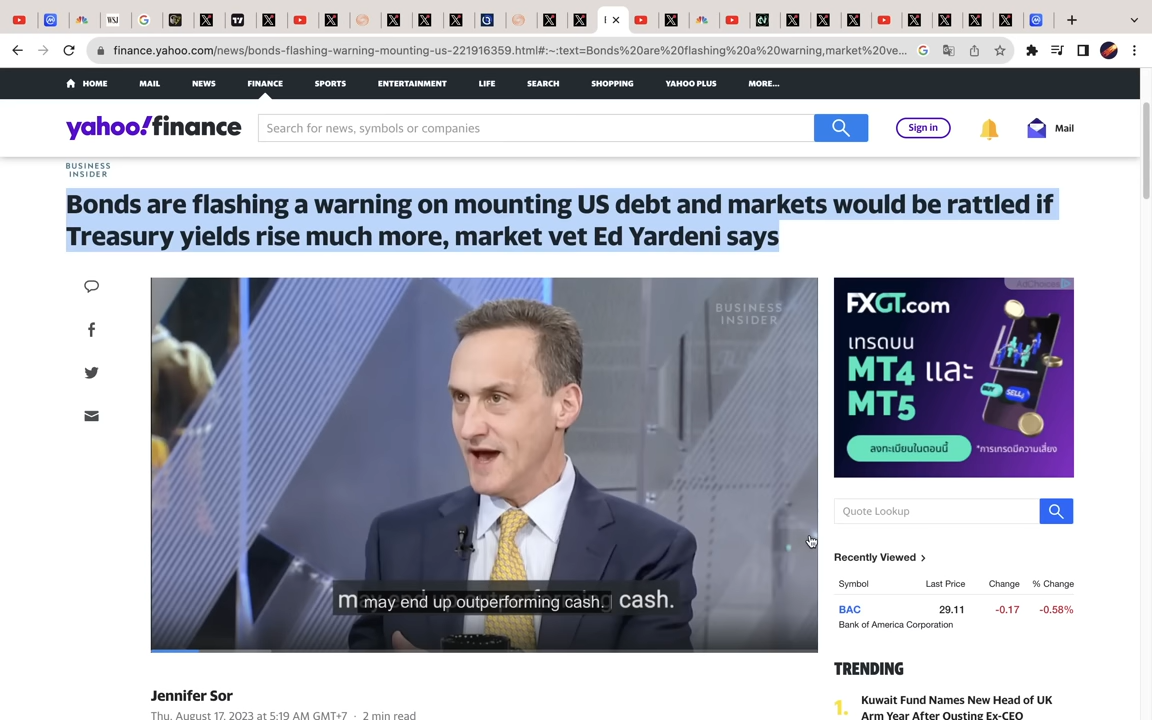 WSJ
finance.yahoo.com/news/bonds-flashing-warning-mounting-us-221916359.html#:~:text=Bonds%20are%20flashing%20a%20warning,market%20ve...
HOME MAIL NEWS FINANCE SPORTS ENTERTAINMENT LIFE SEARCH SHOPPING YAHOO PLUS MORE...
yahoo!finance
Search for news, symbols or companies
Sign in
Mail
BUSINESS
INSIDER
Bonds are flashing a warning on mounting US debt and markets would be rattled if
Treasury yields rise much more, market vet Ed Yardeni says
BUSINESS
INSIDER
may end up outperforming cash.
may end up outperforming cash.
AdChoices
FXGT.com
เทรดบน
MT4 และ
MT5
BUY
SELL
ลงทะเบียนในตอนนี้
*การเทรดมีความเสี่ยง
Quote Lookup
Recently Viewed
Symbol Last Price Change % Change
BAC 29.11 -0.17 -0.58%
Bank of America Corporation
TRENDING
1. Kuwait Fund Names New Head of UK
Arm Year After Ousting Ex-CEO
Jennifer Sor
Thu, August 17, 2023 at 5:19 AM GMT+7 · 2 min read